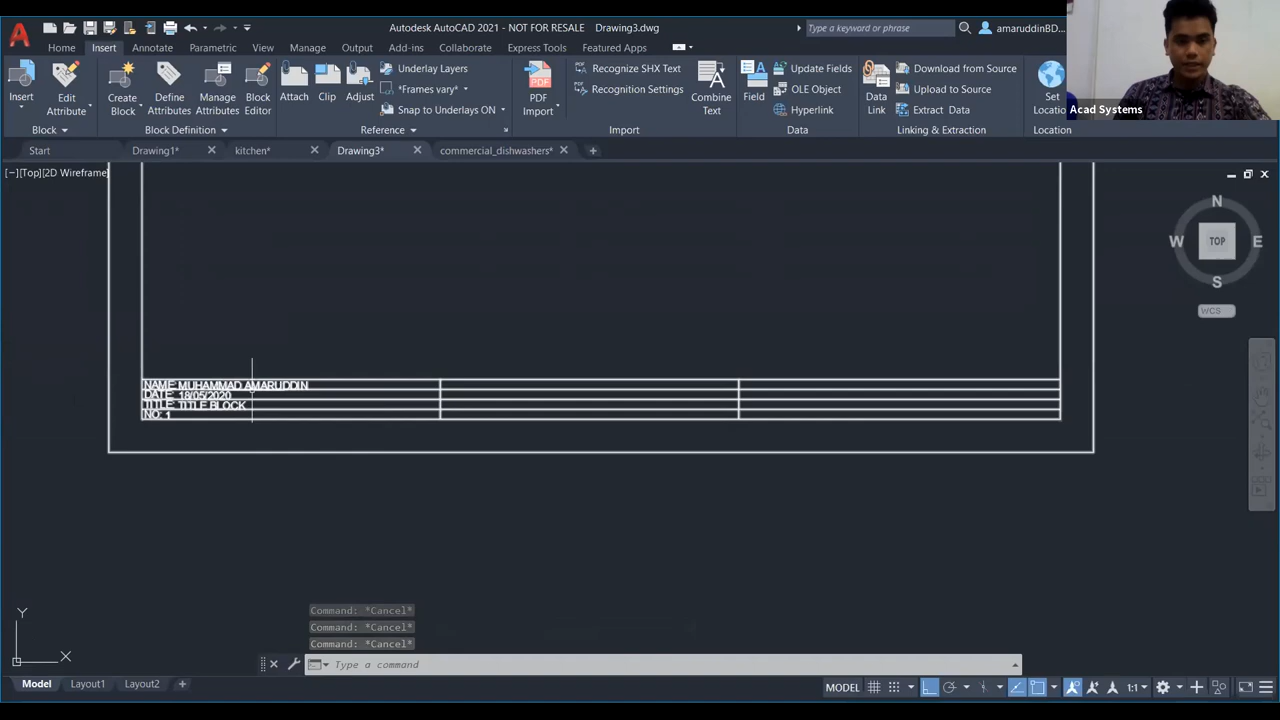 Autodesk AutoCAD 2021 - NOT FOR RESALE Drawing3.dwg
Type a keyword or phrase
amaruddinBD...
Home Insert Annotate Parametric View Manage Output Add-ins Collaborate Express Tools Featured Apps
Insert
Edit Attribute
Create Block
Define Attributes
Manage Attributes
Block Editor
Attach
Clip
Adjust
Underlay Layers
*Frames vary*
Snap to Underlays ON
PDF
PDF Import
Recognize SHX Text
Recognition Settings
Combine Text
Field
Update Fields
OLE Object
Hyperlink
Data Link
Download from Source
Upload to Source
Extract Data
Set Location
Acad Systems
Block
Block Definition
Reference
Import
Data
Linking & Extraction
Location
Start Drawing1* kitchen* Drawing3* commercial_dishwashers*
[−][Top][2D Wireframe]
N
W TOP E
S
WCS
NAME: MUHAMMAD AMARUDDIN
DATE: 18/05/2020
TITLE: TITLE BLOCK
NO: 1
Y
X
Command: *Cancel*
Command: *Cancel*
Command: *Cancel*
Type a command
Model Layout1 Layout2
MODEL
1:1